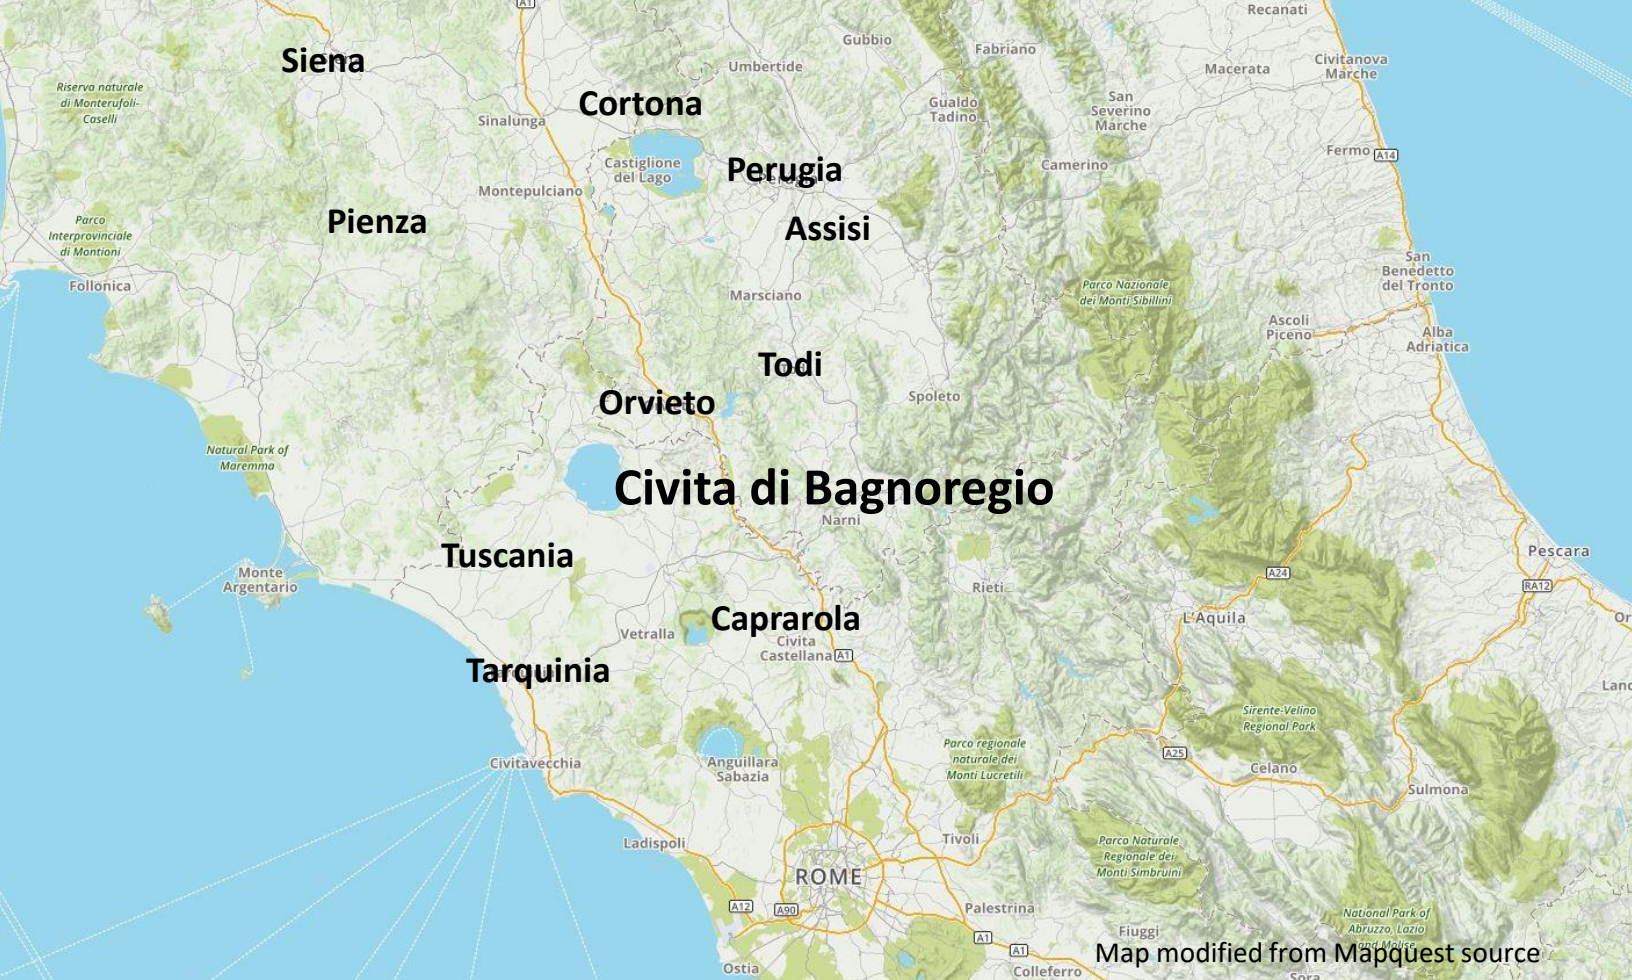 A1
Recanati
Siena
Gubbio
Fabriano
Civitanova
Marche
Umbertide
Macerata
Riserva naturale
di Monterufoli-
Caselli
Cortona
Gualdo
Tadino
San
Severino
Marche
Sinalunga
Fermo
A14
Castiglione
del Lago
Perugia
Camerino
Montepulciano
Pienza
Parco
Interprovinciale
di Montioni
Assisi
San
Benedetto
del Tronto
Follonica
Marsciano
Parco Nazionale
dei Monti Sibillini
Ascoli
Piceno
Alba
Adriatica
Todi
Orvieto
Spoleto
Natural Park of
Maremma
Civita di Bagnoregio
Narni
Tuscania
Pescara
Monte
Argentario
A24
RA12
Rieti
Caprarola
L'Aquila
Or
Vetralla
Civita
Castellana
A1
Tarquinia
Lanc
Sirente-Velino
Regional Park
Parco regionale
naturale dei
Monti Lucretili
A25
Civitavecchia
Anguillara
Sabazia
Celano
Sulmona
Ladispoli
Tivoli
Parco Naturale
Regionale dei
Monti Simbruini
ROME
A12
A90
Palestrina
National Park of
Abruzzo, Lazio
and Molise
A1
Fiuggi
A1
Map modified from Mapquest source
Ostia
Colleferro
Sora